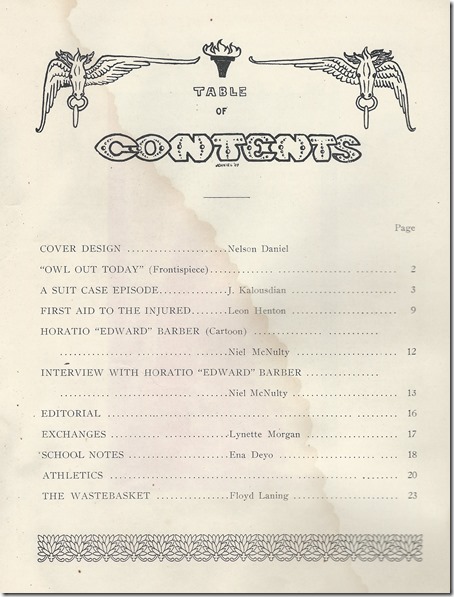 TABLE
OF
CONTENTS
Page
COVER DESIGN ........................Nelson Daniel
"OWL OUT TODAY" (Frontispiece)........... .................... ......... 2
A SUIT CASE EPISODE................J. Kalousdian .................. ......... 3
FIRST AID TO THE INJURED.........Leon Henton .................. ......... 9
HORATIO "EDWARD" BARBER (Cartoon) ............ ...................
............ ......... .........Niel McNulty .................. ......... 12
INTERVIEW WITH HORATIO "EDWARD" BARBER ................
............ ......... .........Niel McNulty .................. ......... 13
EDITORIAL ......... ......... ......... .................... ......... 16
EXCHANGES ......... ..................Lynette Morgan .................. 17
SCHOOL NOTES ..................Ena Deyo .................. ......... 18
ATHLETICS ......... ......... ......... .................... ......... 20
THE WASTEBASKET ..................Floyd Laning .................. ......... 23